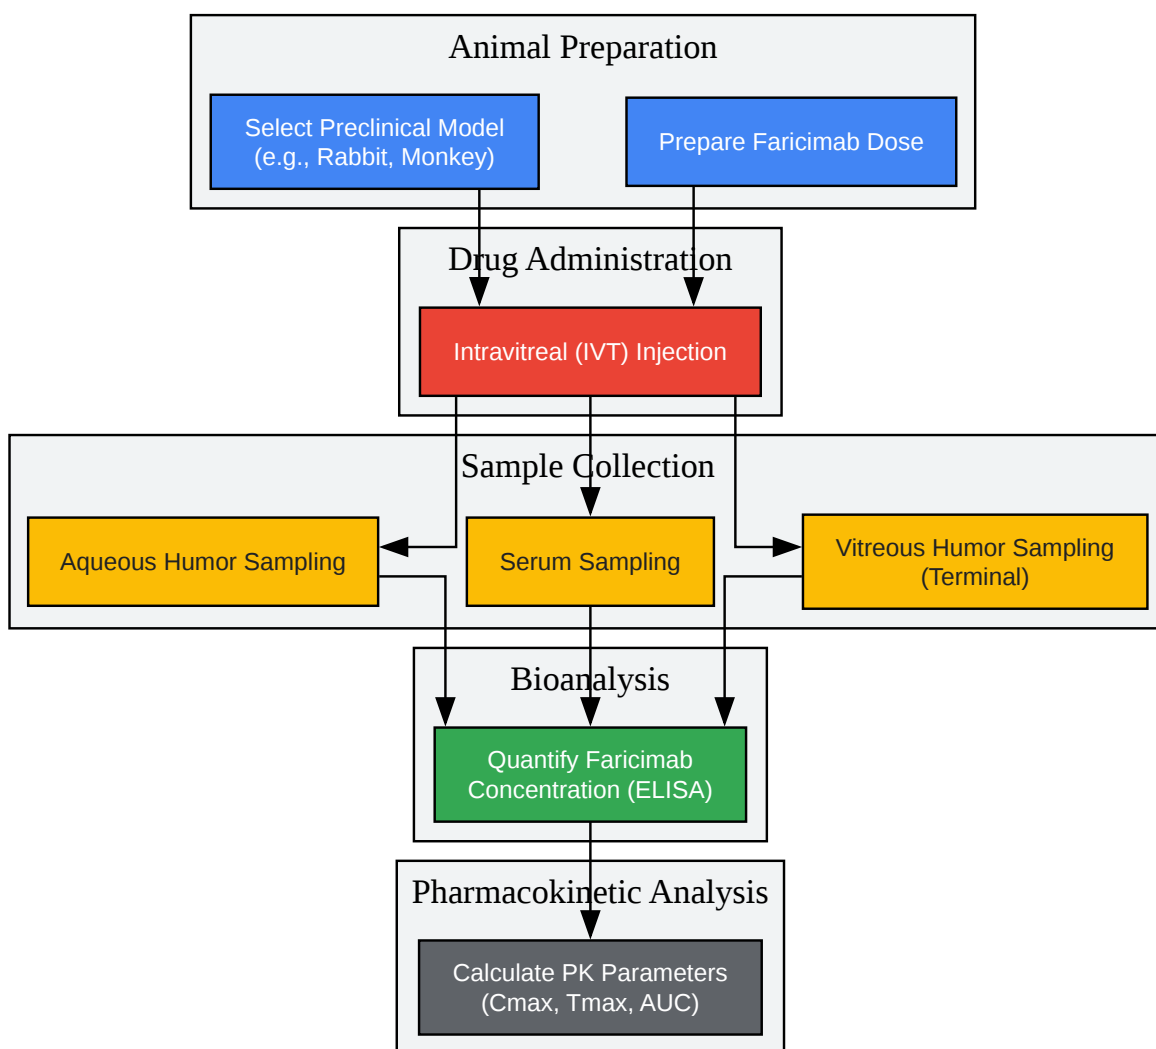 Animal Preparation
Select Preclinical Model
(e.g., Rabbit, Monkey)
Prepare Faricimab Dose
Drug Administration
Intravitreal (IVT) Injection
Sample Collection
Aqueous Humor Sampling
Serum Sampling
Vitreous Humor Sampling
(Terminal)
Bioanalysis
Quantify Faricimab
Concentration (ELISA)
Pharmacokinetic Analysis
Calculate PK Parameters
(Cmax, Tmax, AUC)